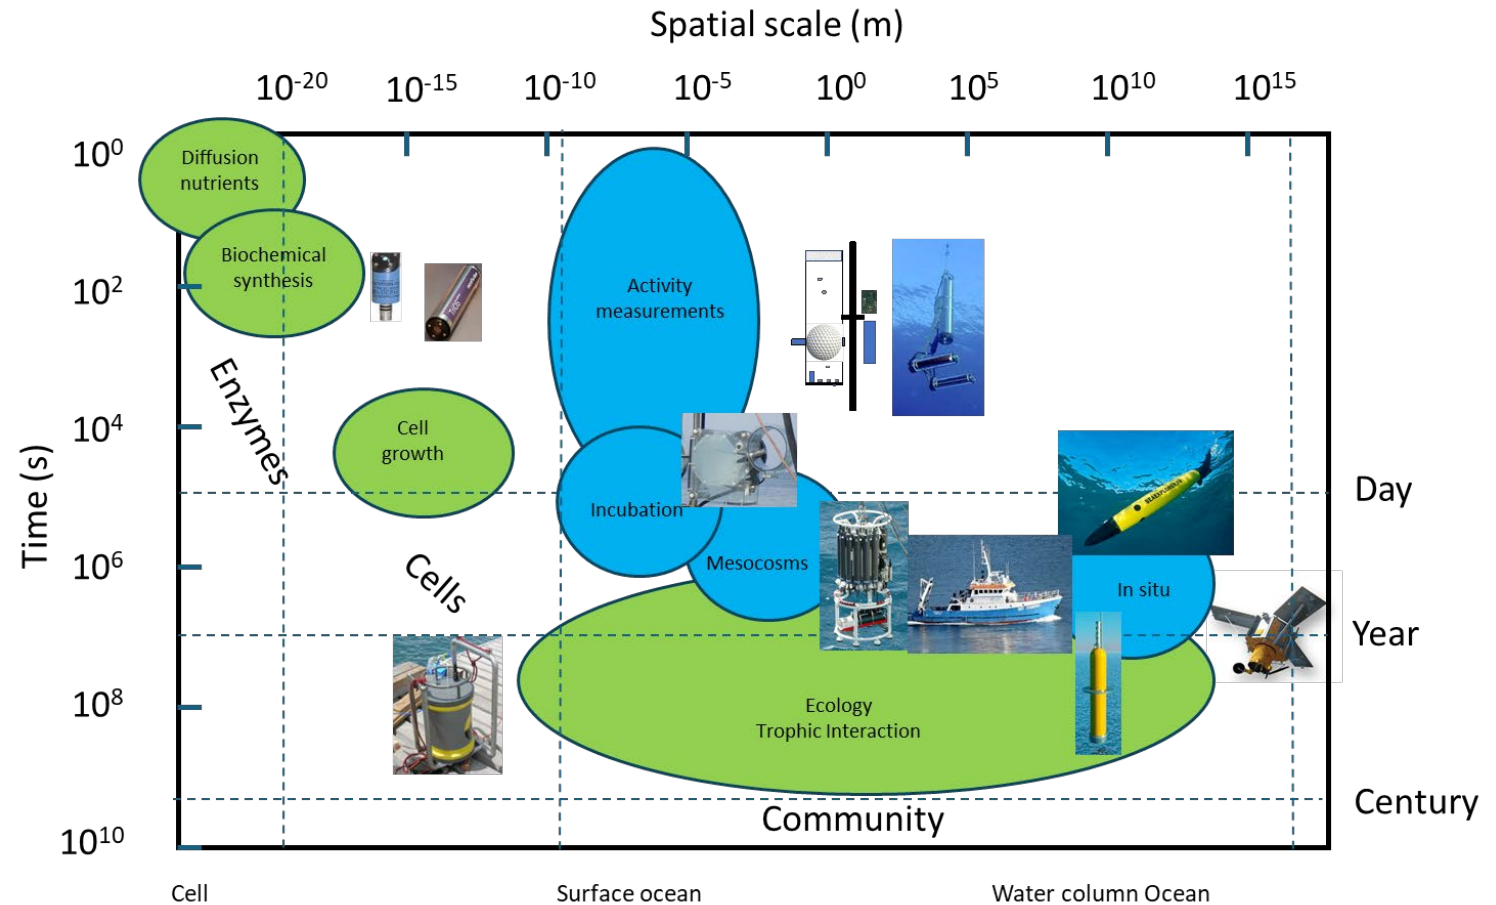 Spatial scale (m)
10⁻²⁰ 10⁻¹⁵ 10⁻¹⁰ 10⁻⁵ 10⁰ 10⁵ 10¹⁰ 10¹⁵
10⁰
Diffusion
nutrients
Biochemical
synthesis
10²
Activity
measurements
Enzymes
10⁴
Cell
growth
Time (s)
Day
Incubation
10⁶
Mesocosms
In situ
Cells
Year
10⁸
Ecology
Trophic Interaction
Century
Community
10¹⁰
Cell
Surface ocean
Water column Ocean